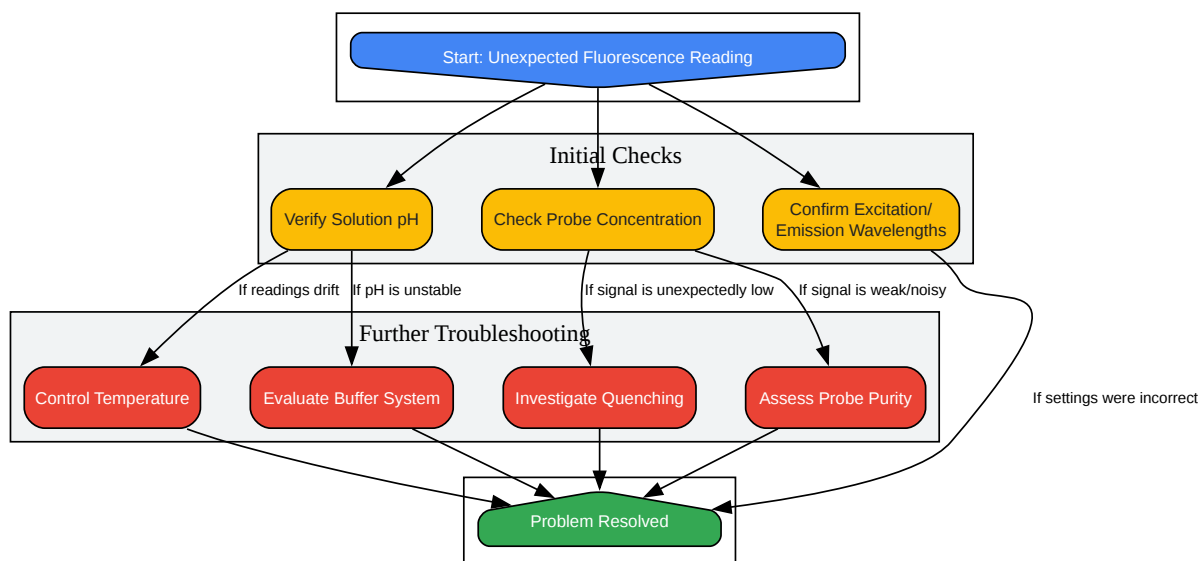 Start: Unexpected Fluorescence Reading
Initial Checks
Verify Solution pH
Check Probe Concentration
Confirm Excitation/
Emission Wavelengths
If readings drift
If pH is unstable
If signal is unexpectedly low
If signal is weak/noisy
Further Troubleshooting
Control Temperature
Evaluate Buffer System
Investigate Quenching
Assess Probe Purity
If settings were incorrect
Problem Resolved